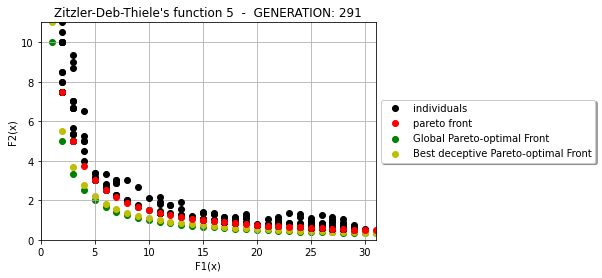 Zitzler-Deb-Thiele's function 5 - GENERATION: 291
F2(x)
10
8
6
4
2
0
0 5 10 15 20 25 30
F1(x)
individuals
pareto front
Global Pareto-optimal Front
Best deceptive Pareto-optimal Front